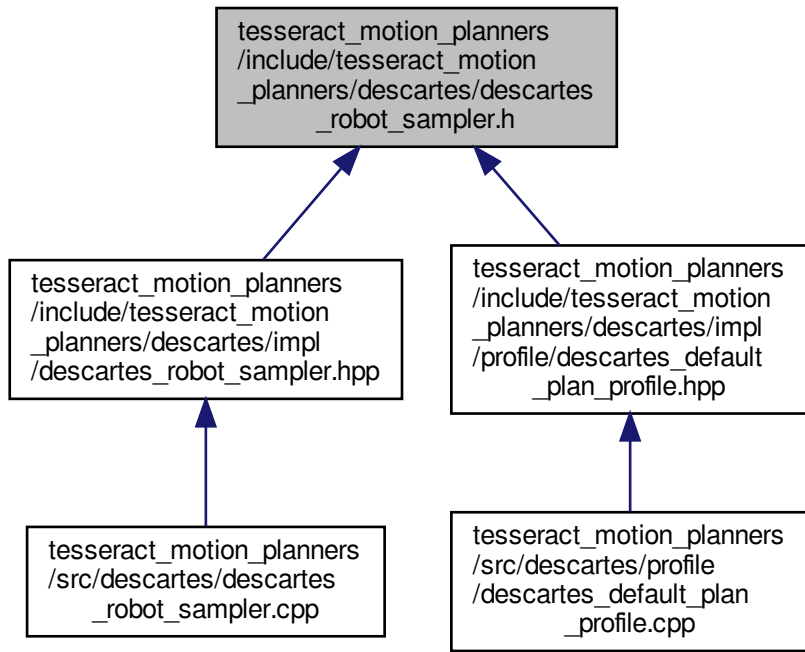 tesseract_motion_planners
/include/tesseract_motion
_planners/descartes/descartes
_robot_sampler.h
tesseract_motion_planners
/include/tesseract_motion
_planners/descartes/impl
/descartes_robot_sampler.hpp
tesseract_motion_planners
/include/tesseract_motion
_planners/descartes/impl
/profile/descartes_default
_plan_profile.hpp
tesseract_motion_planners
/src/descartes/descartes
_robot_sampler.cpp
tesseract_motion_planners
/src/descartes/profile
/descartes_default_plan
_profile.cpp